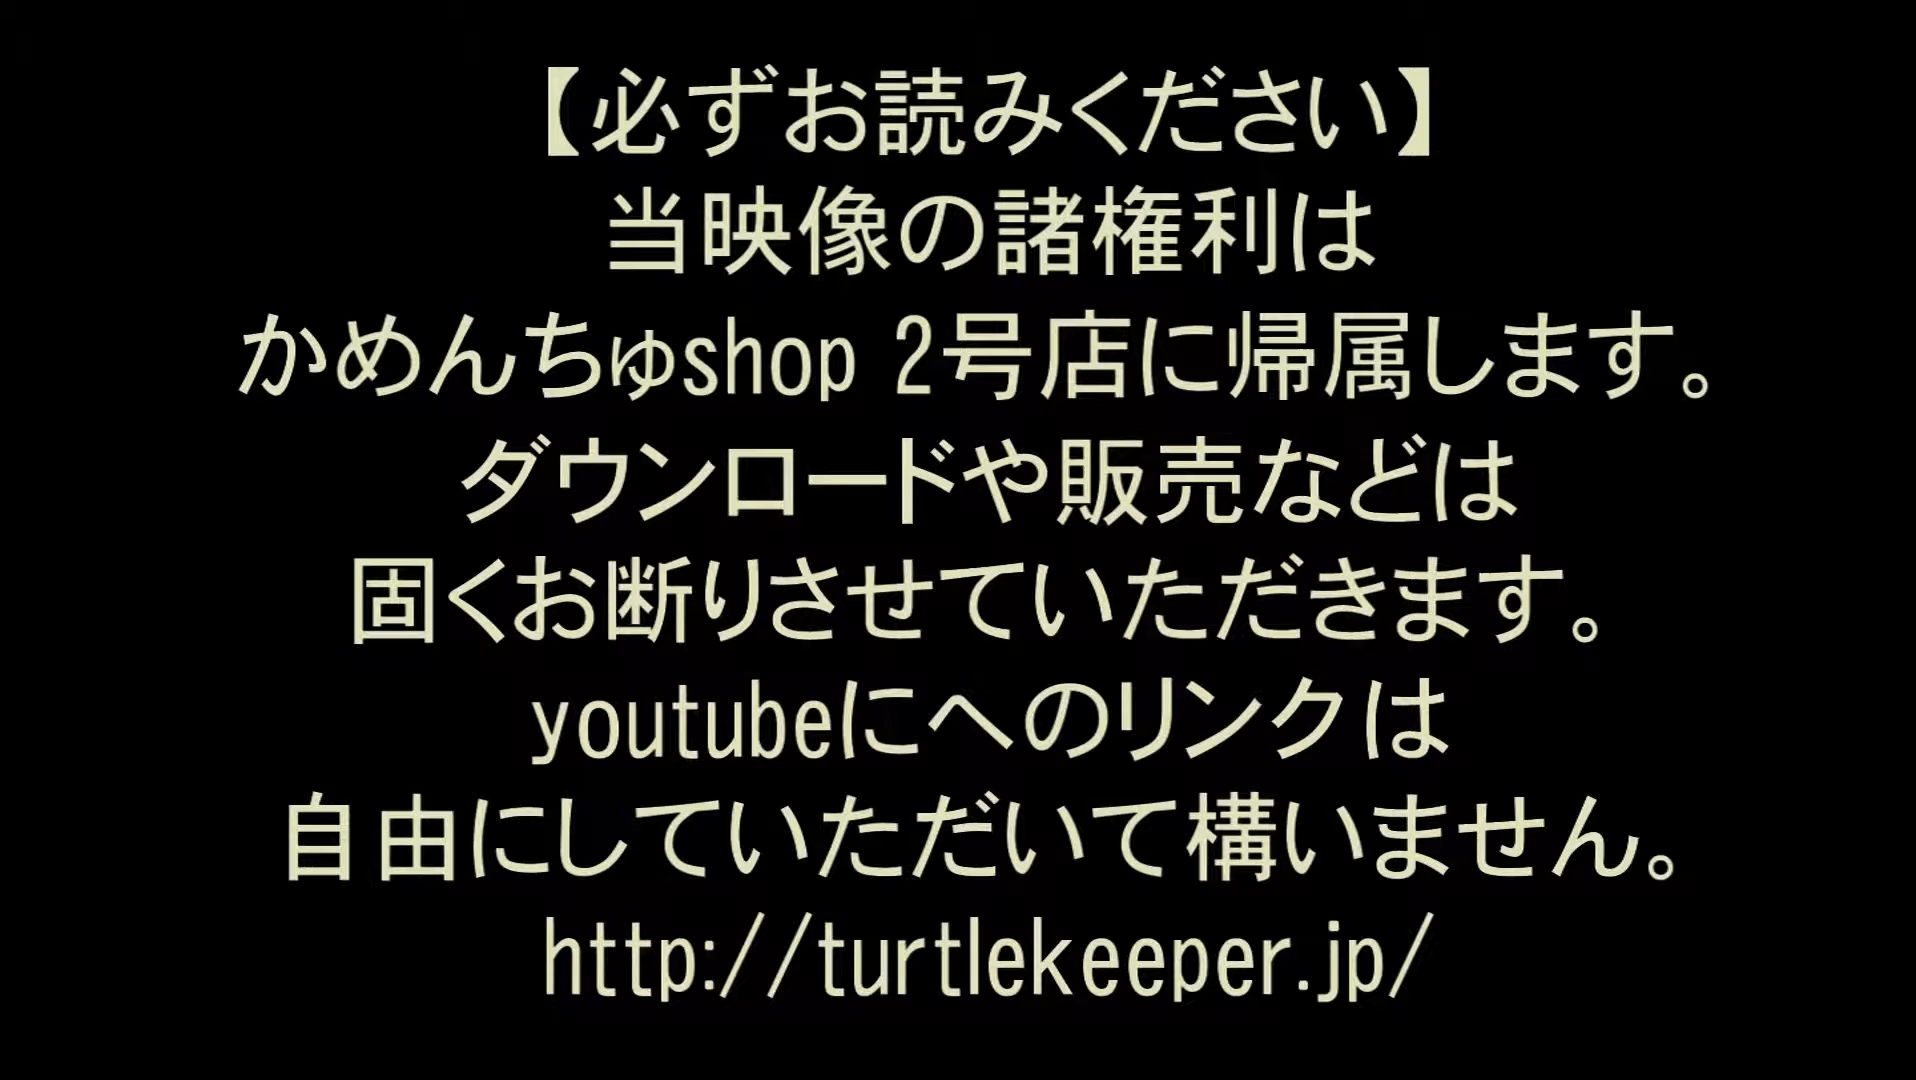 【必ずお読みください】
当映像の諸権利は
かめんちゅshop 2号店に帰属します。
ダウンロードや販売などは
固くお断りさせていただきます。
youtubeにへのリンクは
自由にしていただいて構いません。
http://turtlekeeper.jp/